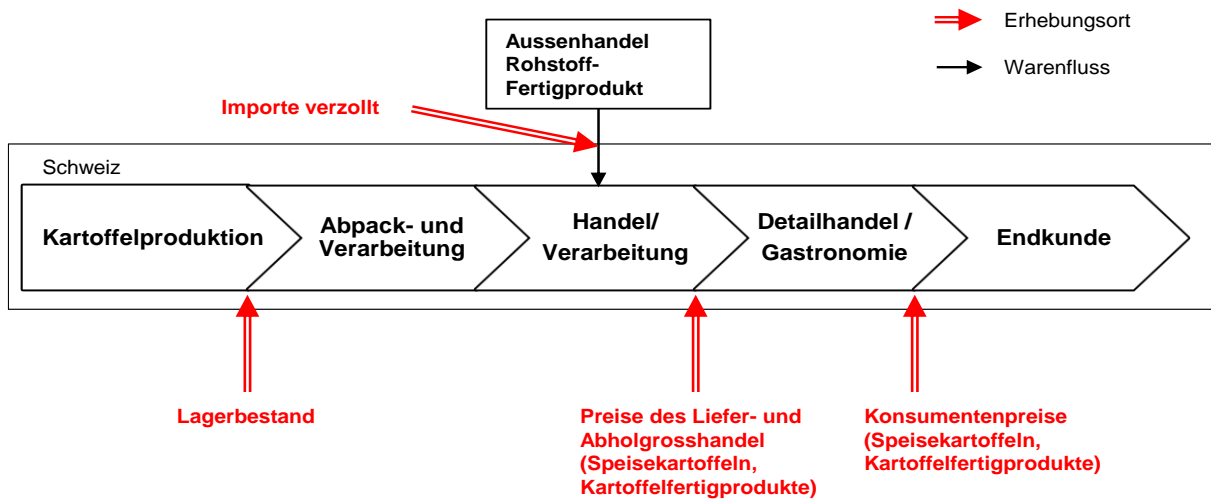 Aussenhandel
Rohstoff-
Fertigprodukt
Erhebungsort
Warenfluss
Importe verzollt
Schweiz
Kartoffelproduktion
Abpack- und
Verarbeitung
Handel/
Verarbeitung
Detailhandel /
Gastronomie
Endkunde
Lagerbestand
Preise des Liefer- und
Abholgrosshandel
(Speisekartoffeln,
Kartoffelfertigprodukte)
Konsumentenpreise
(Speisekartoffeln,
Kartoffelfertigprodukte)